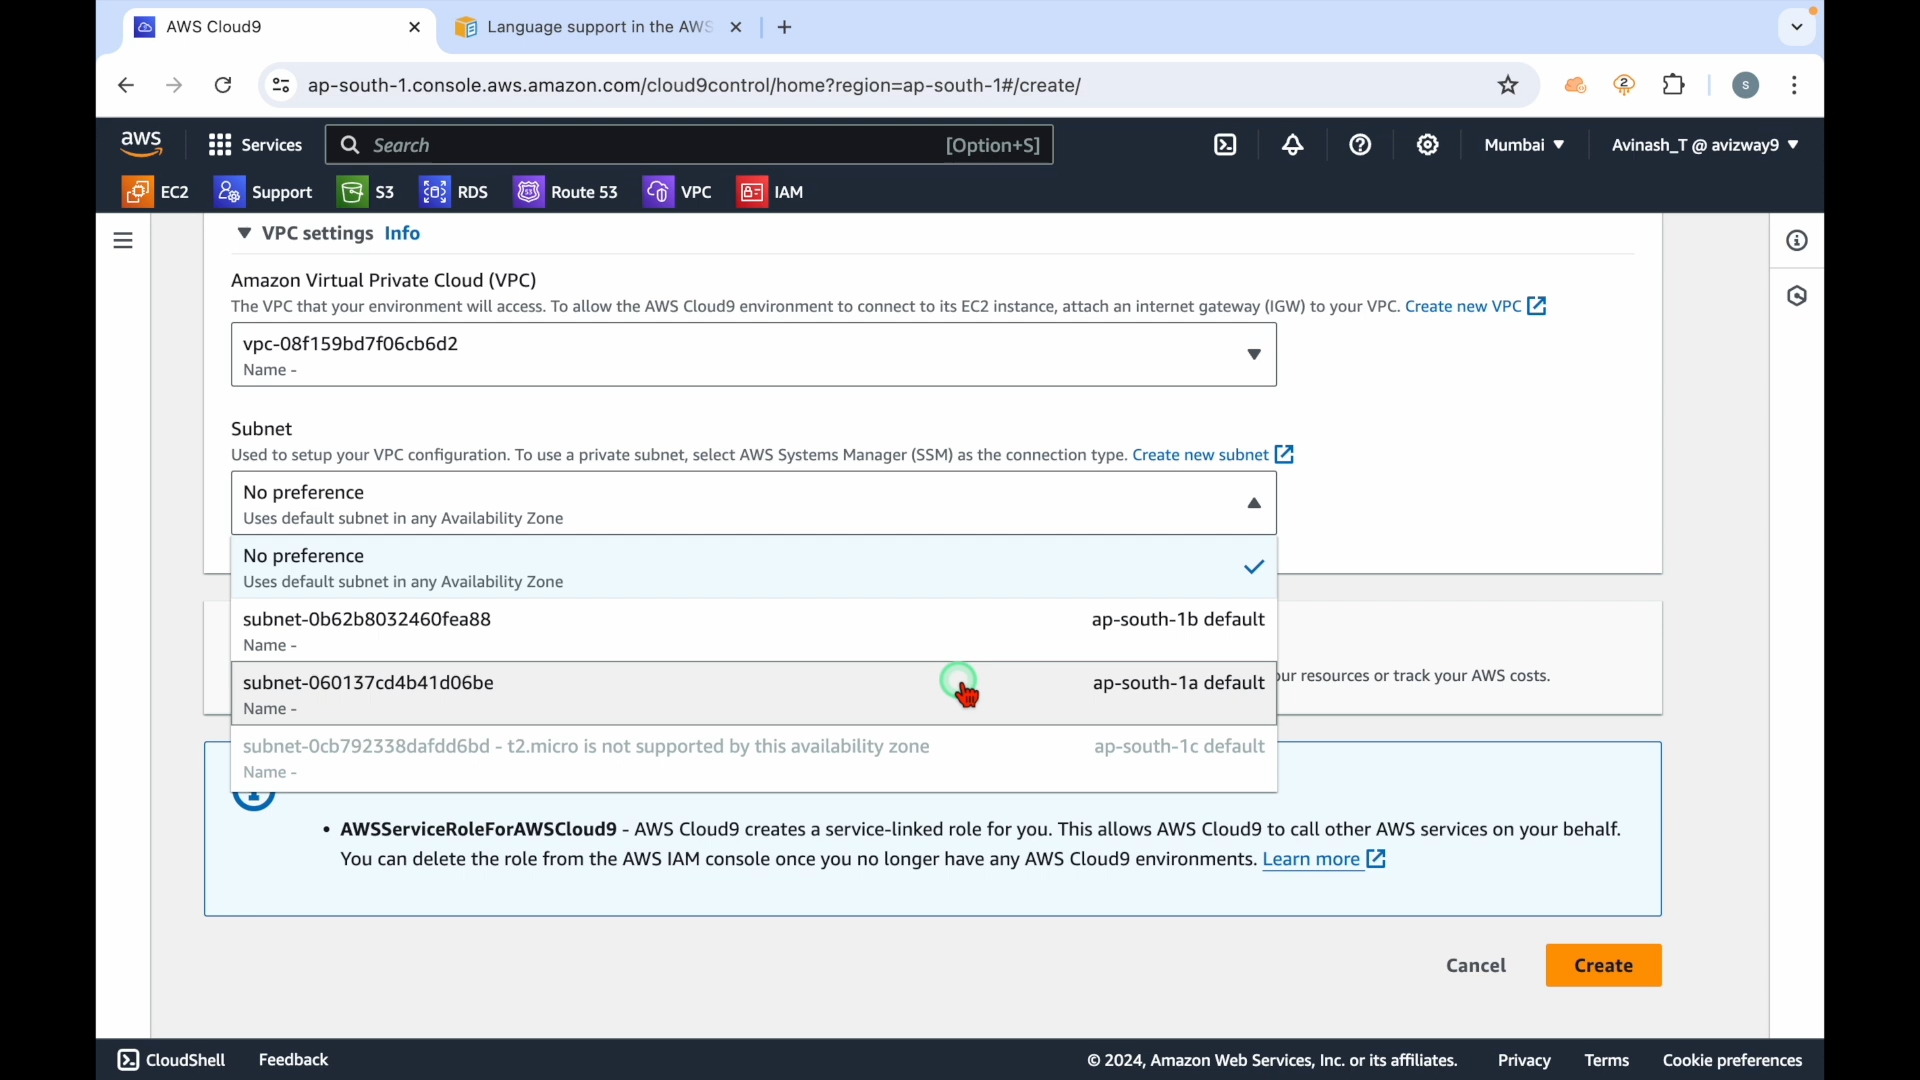 AWS Cloud9
Language support in the AWS
ap-south-1.console.aws.amazon.com/cloud9control/home?region=ap-south-1#/create/
2
S
aws
Services
Search
[Option+S]
Mumbai
Avinash_T @ avizway9
EC2
Support
S3
RDS
Route 53
VPC
IAM
VPC settings Info
Amazon Virtual Private Cloud (VPC)
The VPC that your environment will access. To allow the AWS Cloud9 environment to connect to its EC2 instance, attach an internet gateway (IGW) to your VPC. Create new VPC
vpc-08f159bd7f06cb6d2
Name -
Subnet
Used to setup your VPC configuration. To use a private subnet, select AWS Systems Manager (SSM) as the connection type. Create new subnet
No preference
Uses default subnet in any Availability Zone
No preference
Uses default subnet in any Availability Zone
subnet-0b62b8032460fea88 ap-south-1b default
Name -
subnet-060137cd4b41d06be ap-south-1a default
Name -
ur resources or track your AWS costs.
subnet-0cb792338dafdd6bd - t2.micro is not supported by this availability zone ap-south-1c default
Name -
• AWSServiceRoleForAWSCloud9 - AWS Cloud9 creates a service-linked role for you. This allows AWS Cloud9 to call other AWS services on your behalf.
You can delete the role from the AWS IAM console once you no longer have any AWS Cloud9 environments. Learn more
Cancel
Create
CloudShell
Feedback
© 2024, Amazon Web Services, Inc. or its affiliates.
Privacy
Terms
Cookie preferences